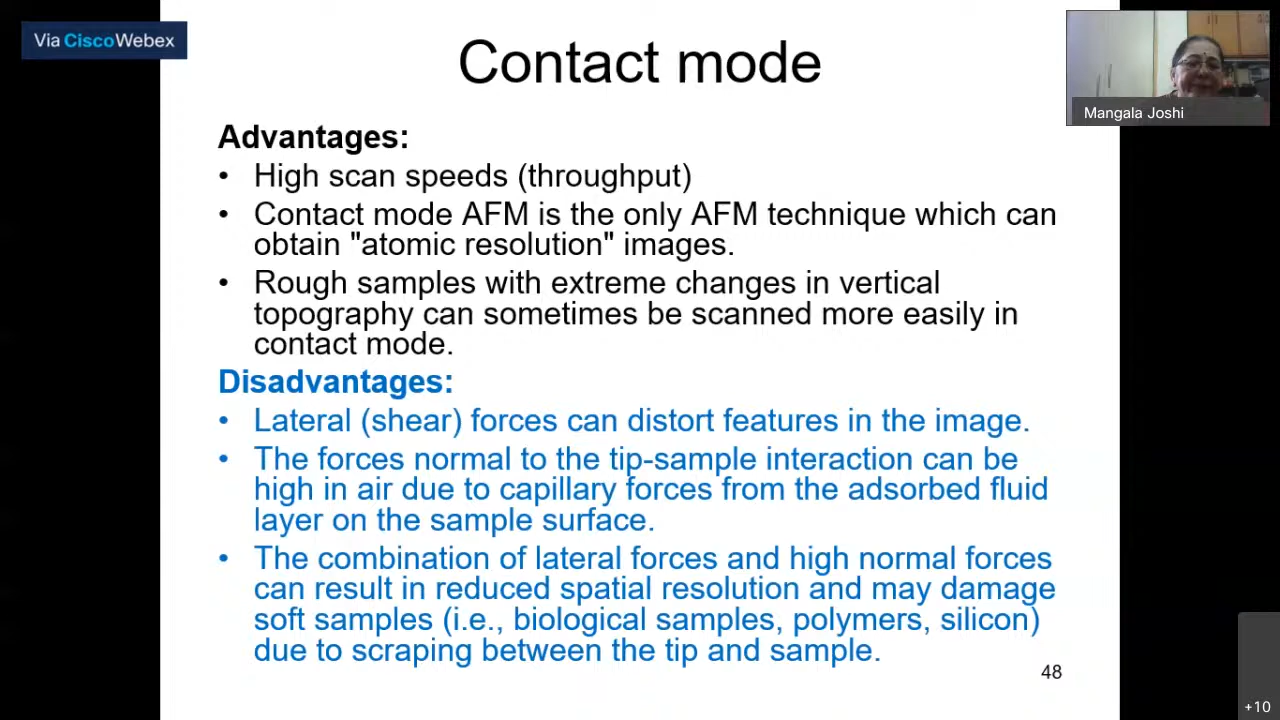 Via CiscoWebex
Contact mode
Mangala Joshi
Advantages:
• High scan speeds (throughput)
• Contact mode AFM is the only AFM technique which can
obtain "atomic resolution" images.
• Rough samples with extreme changes in vertical
topography can sometimes be scanned more easily in
contact mode.
Disadvantages:
• Lateral (shear) forces can distort features in the image.
• The forces normal to the tip-sample interaction can be
high in air due to capillary forces from the adsorbed fluid
layer on the sample surface.
• The combination of lateral forces and high normal forces
can result in reduced spatial resolution and may damage
soft samples (i.e., biological samples, polymers, silicon)
due to scraping between the tip and sample.
48
+10